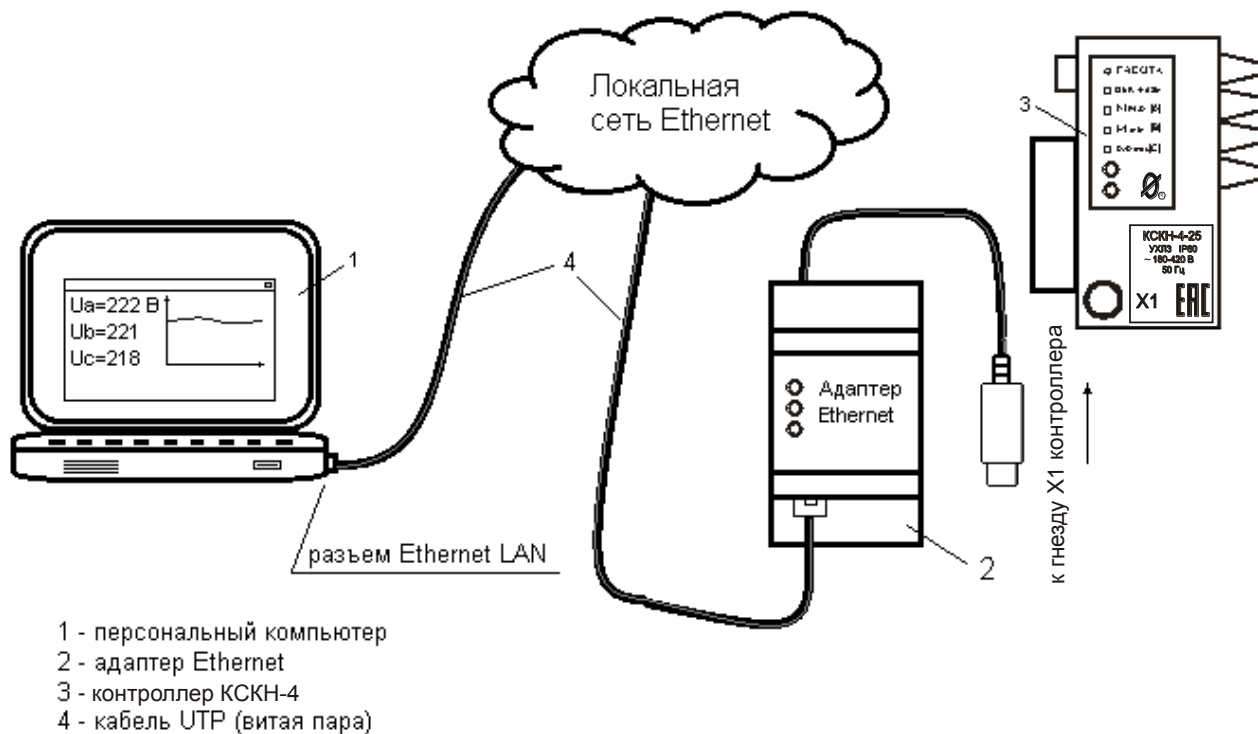 Локальная
сеть Ethernet
3
РАБОТА
КСКН-4-25
УХЛ3 IP60
~ 180-420 В
50 Гц
X1
EAC
1
Ua=222 В
Ub=221
Uc=218
4
Адаптер
Ethernet
2
к гнезду X1 контроллера
разъем Ethernet LAN
1 - персональный компьютер
2 - адаптер Ethernet
3 - контроллер КСКН-4
4 - кабель UTP (витая пара)